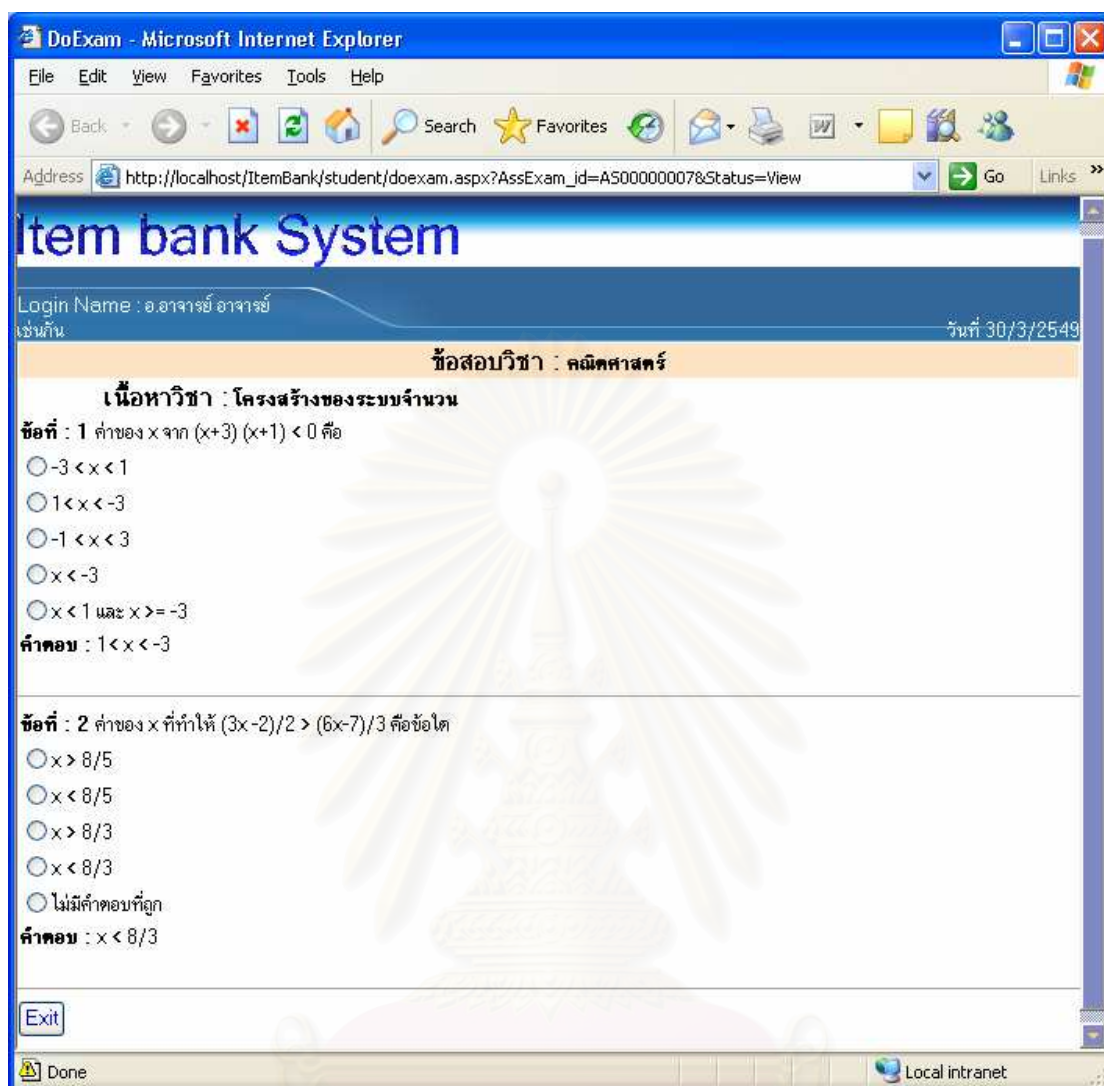 DoExam - Microsoft Internet Explorer
File Edit View Favorites Tools Help
Back Search Favorites
Address http://localhost/ItemBank/student/doexam.aspx?AssExam_id=AS00000007&Status=View Go Links »
Item bank System
Login Name : อ.อาจารย์ อาจารย์
เช่นกัน วันที่ 30/3/2549
ข้อสอบวิชา : คณิตศาสตร์
เนื้อหาวิชา : โครงสร้างของระบบจำนวน
ข้อที่ : 1 ค่าของ x จาก (x+3) (x+1) < 0 คือ
-3 < x < 1
1< x < -3
-1 < x < 3
x < -3
x < 1 และ x >= -3
คำตอบ : 1< x < -3
ข้อที่ : 2 ค่าของ x ที่ทำให้ (3x -2)/2 > (6x-7)/3 คือข้อใด
x > 8/5
x < 8/5
x > 8/3
x < 8/3
ไม่มีคำตอบที่ถูก
คำตอบ : x < 8/3
Exit
Done Local intranet